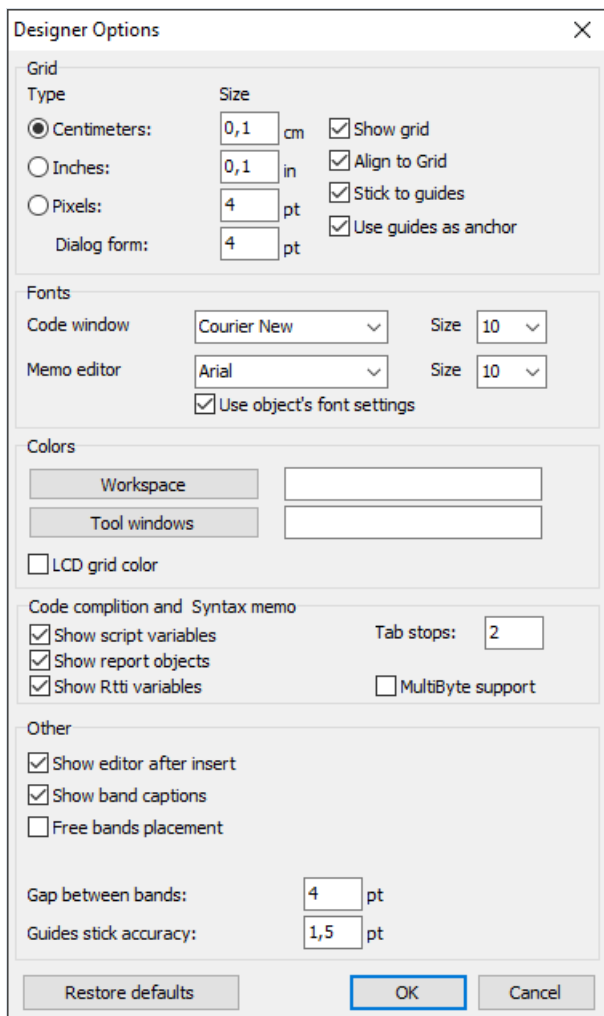 Designer Options
Grid
Type Size
Centimeters: 0,1 cm Show grid
Inches: 0,1 in Align to Grid
Pixels: 4 pt Stick to guides
Dialog form: 4 pt Use guides as anchor
Fonts
Code window Courier New Size 10
Memo editor Arial Size 10
Use object's font settings
Colors
Workspace
Tool windows
LCD grid color
Code complition and Syntax memo
Show script variables Tab stops: 2
Show report objects
Show Rtti variables MultiByte support
Other
Show editor after insert
Show band captions
Free bands placement
Gap between bands: 4 pt
Guides stick accuracy: 1,5 pt
Restore defaults OK Cancel